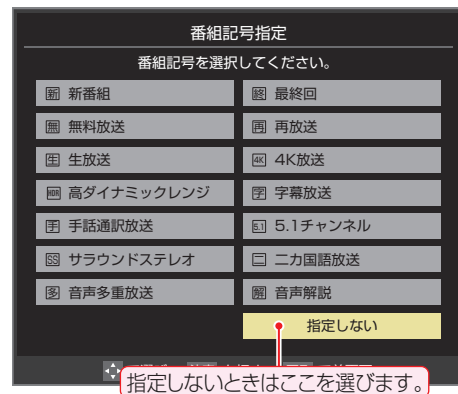 番組記号指定
番組記号を選択してください。
新 新番組
終 最終回
無 無料放送
再 再放送
生 生放送
4K 4K放送
HDR 高ダイナミックレンジ
字 字幕放送
手 手話通訳放送
5.1 5.1チャンネル
SS サラウンドステレオ
二 二カ国語放送
多 音声多重放送
解 音声解説
指定しない
指定しないときはここを選びます。